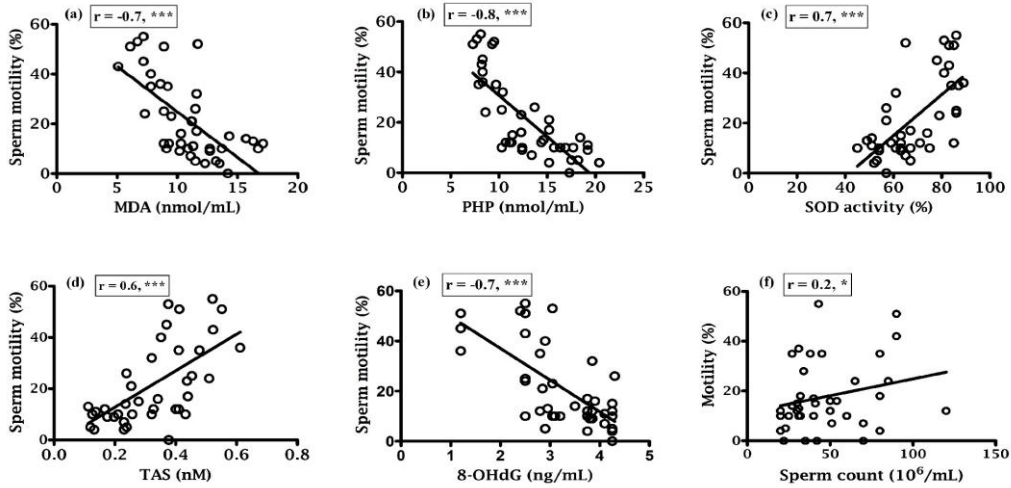 (a) r = -0.7, ***
60
40
20
0
Sperm motility (%)
0 5 10 15 20
MDA (nmol/mL)
(b) r = -0.8, ***
60
40
20
0
Sperm motility (%)
0 5 10 15 20 25
PHP (nmol/mL)
(c) r = 0.7, ***
60
40
20
0
Sperm motility (%)
20 40 60 80 100
SOD activity (%)
(d) r = 0.6, ***
60
40
20
0
Sperm motility (%)
0.0 0.2 0.4 0.6 0.8
TAS (nM)
(e) r = -0.7, ***
60
40
20
0
Sperm motility (%)
0 1 2 3 4 5
8-OHdG (ng/mL)
(f) r = 0.2, *
60
40
20
0
Motility (%)
0 50 100 150
Sperm count (10⁶/mL)